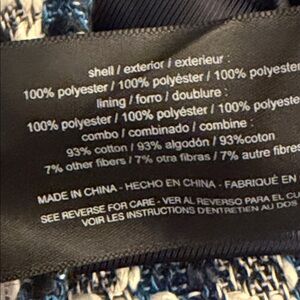 shell / exterior / exterieur :
100% polyester / 100% poliéster / 100% polyester
lining / forro / doublure :
100% polyester / 100% poliéster / 100% polyester
combo / combinado / combine :
93% cotton / 93% algodón / 93%coton
7% other fibers / 7% otra fibras / 7% autre fibres
MADE IN CHINA - HECHO EN CHINA - FABRIQUÉ EN
SEE REVERSE FOR CARE - VER AL REVERSO PARA EL
VOIR LES INSTRUCTIONS D'ENTRETIEN AU DOS